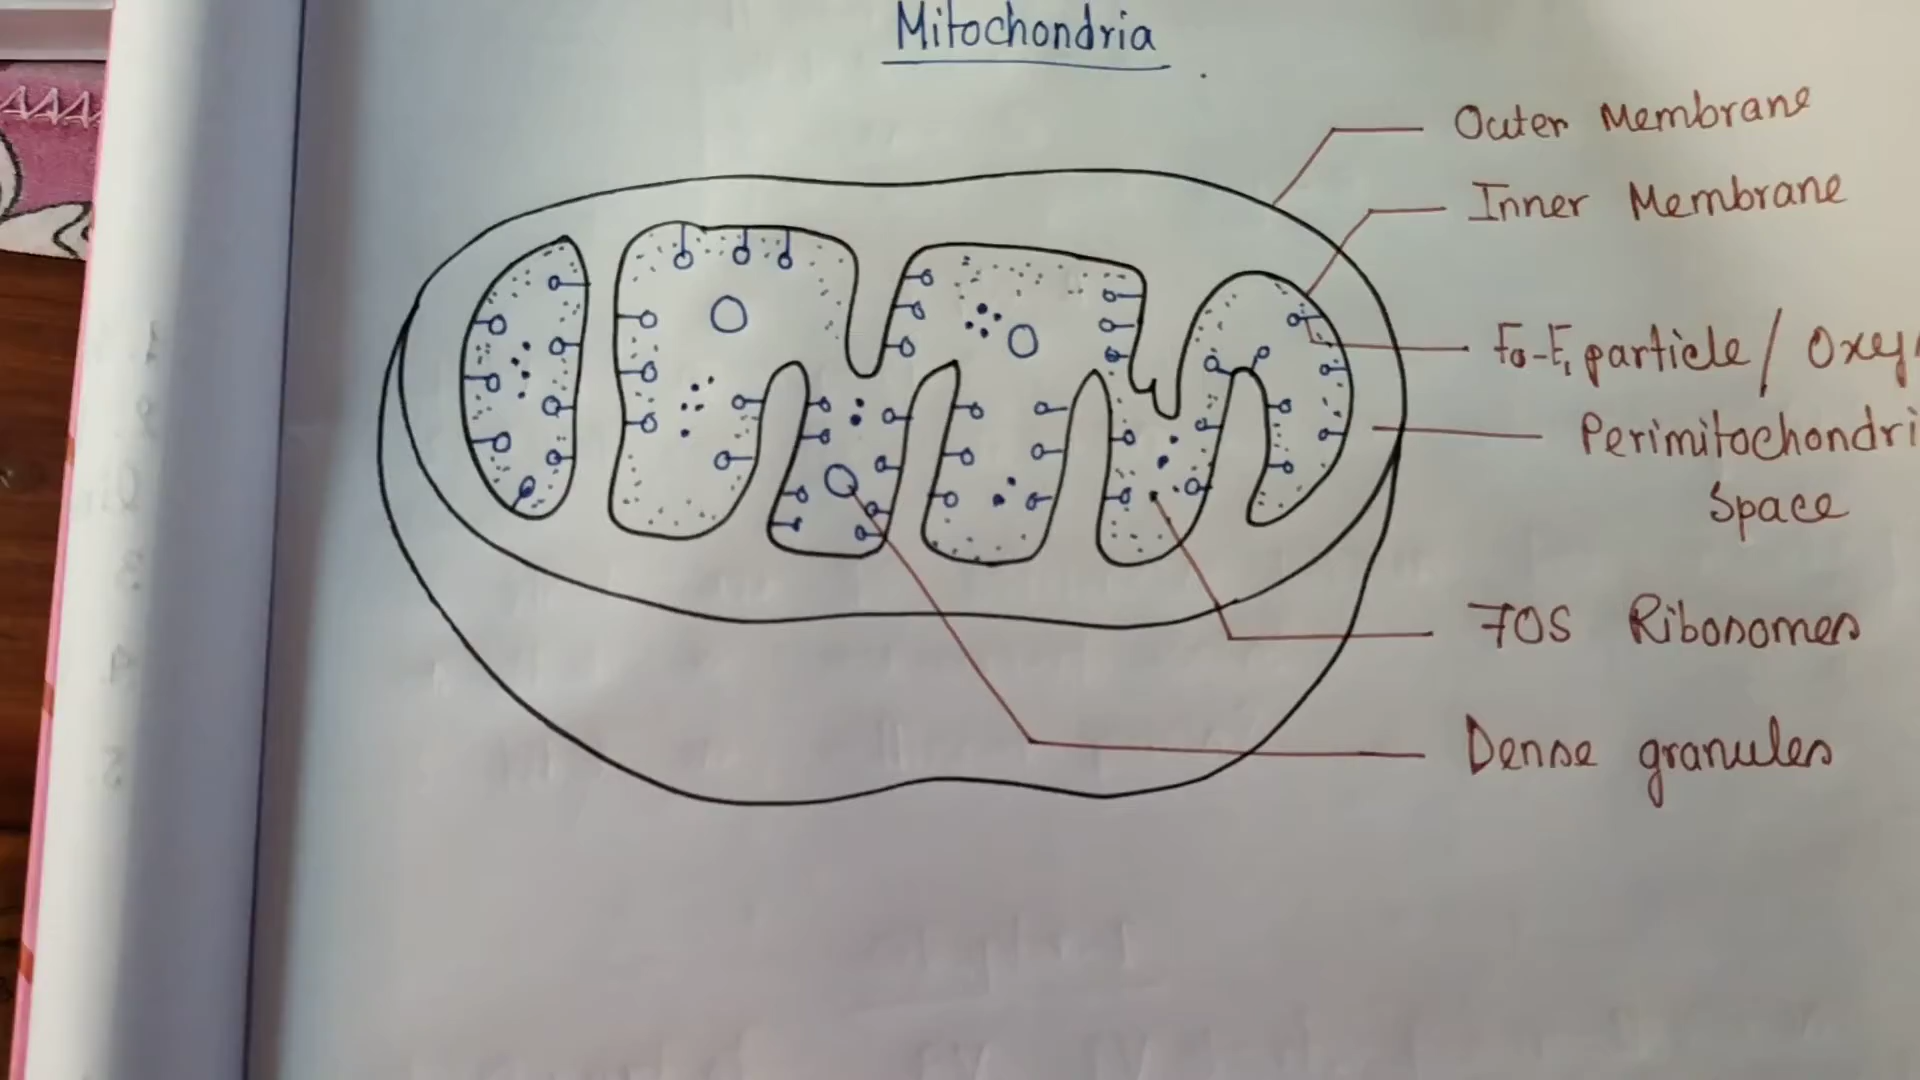 Mitochondria
Outer Membrane
Inner Membrane
F₀-F₁ particle / Oxy
Perimitochondri
Space
70S Ribosomes
Dense granules